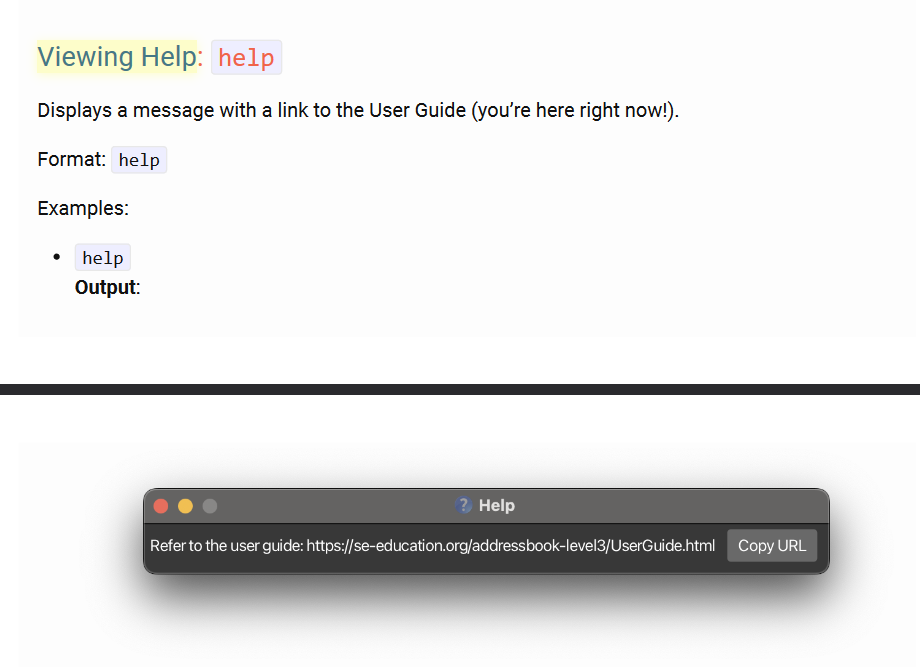 Viewing Help: help
Displays a message with a link to the User Guide (you’re here right now!).
Format: help
Examples:
• help
Output:
? Help
Refer to the user guide: https://se-education.org/addressbook-level3/UserGuide.html Copy URL